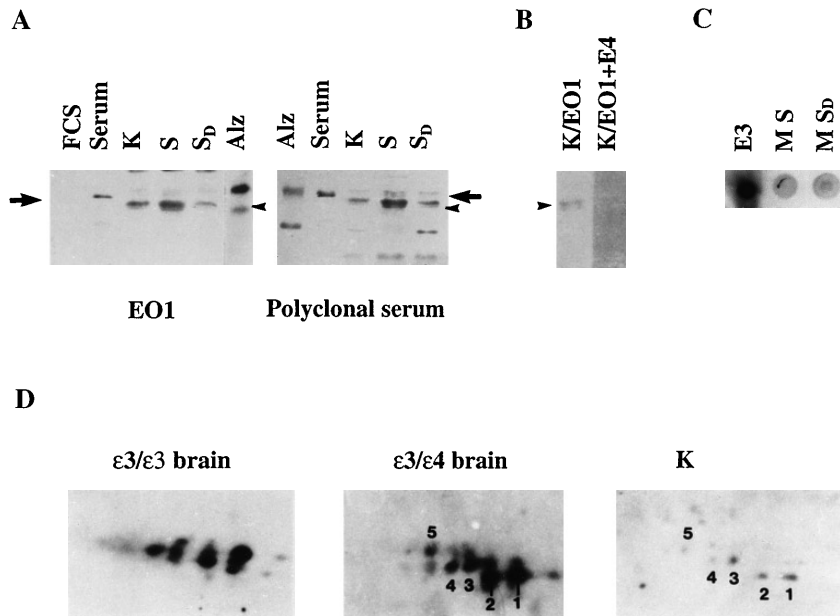 A
B
C
FCS
Serum
K
S
SD
Alz
Alz
Serum
K
S
SD
K/EO1
K/EO1+E4
E3
M S
M SD
EO1
Polyclonal serum
D
ε3/ε3 brain
ε3/ε4 brain
K
5
4 3
2 1
5
4 3 2 1